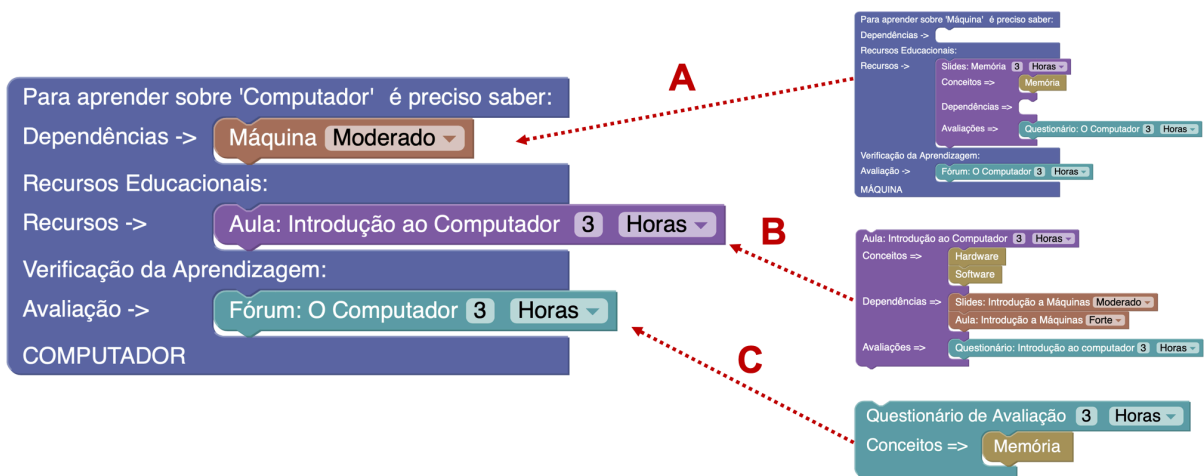 Para aprender sobre 'Computador' é preciso saber:
Dependências -> Máquina Moderado
Recursos Educacionais:
Recursos -> Aula: Introdução ao Computador 3 Horas
Verificação da Aprendizagem:
Avaliação -> Fórum: O Computador 3 Horas
COMPUTADOR
A
B
C
Para aprender sobre 'Máquina' é preciso saber:
Dependências ->
Recursos Educacionais:
Recursos -> Slides: Memória 3 Horas
Conceitos => Memória
Dependências =>
Avaliações => Questionário: O Computador 3 Horas
Verificação da Aprendizagem:
Avaliação -> Fórum: O Computador 3 Horas
MÁQUINA
Aula: Introdução ao Computador 3 Horas
Conceitos => Hardware
Software
Dependências => Slides: Introdução a Máquinas Moderado
Aula: Introdução a Máquinas Forte
Avaliações => Questionário: Introdução ao computador 3 Horas
Questionário de Avaliação 3 Horas
Conceitos => Memória